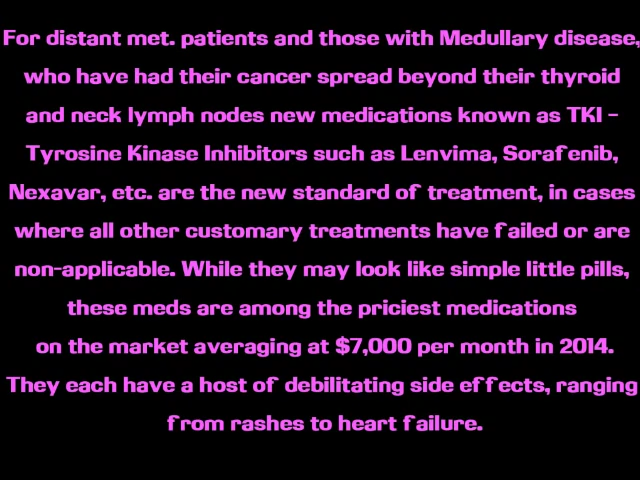 For distant met. patients and those with Medullary disease,
who have had their cancer spread beyond their thyroid
and neck lymph nodes new medications known as TKI -
Tyrosine Kinase Inhibitors such as Lenvima, Sorafenib,
Nexavar, etc. are the new standard of treatment, in cases
where all other customary treatments have failed or are
non-applicable. While they may look like simple little pills,
these meds are among the priciest medications
on the market averaging at $7,000 per month in 2014.
They each have a host of debilitating side effects, ranging
from rashes to heart failure.